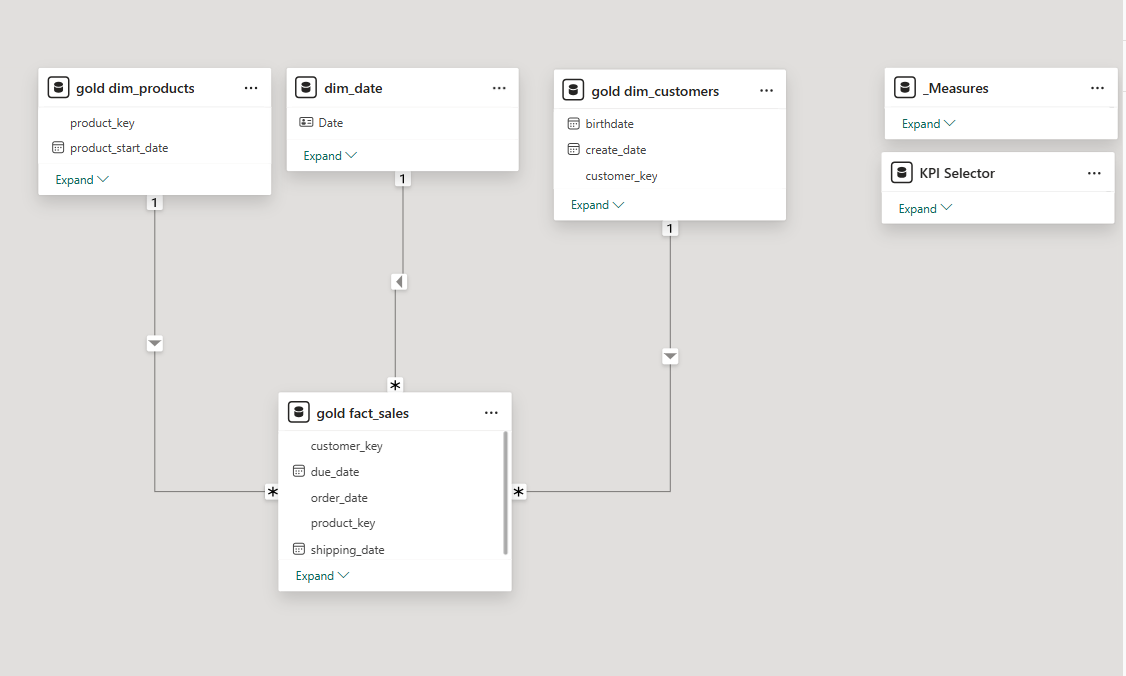 gold dim_products
product_key
product_start_date
Expand
1
dim_date
Date
Expand
1
gold dim_customers
birthdate
create_date
customer_key
Expand
1
_Measures
Expand
KPI Selector
Expand
*
*
*
gold fact_sales
customer_key
due_date
order_date
product_key
shipping_date
Expand